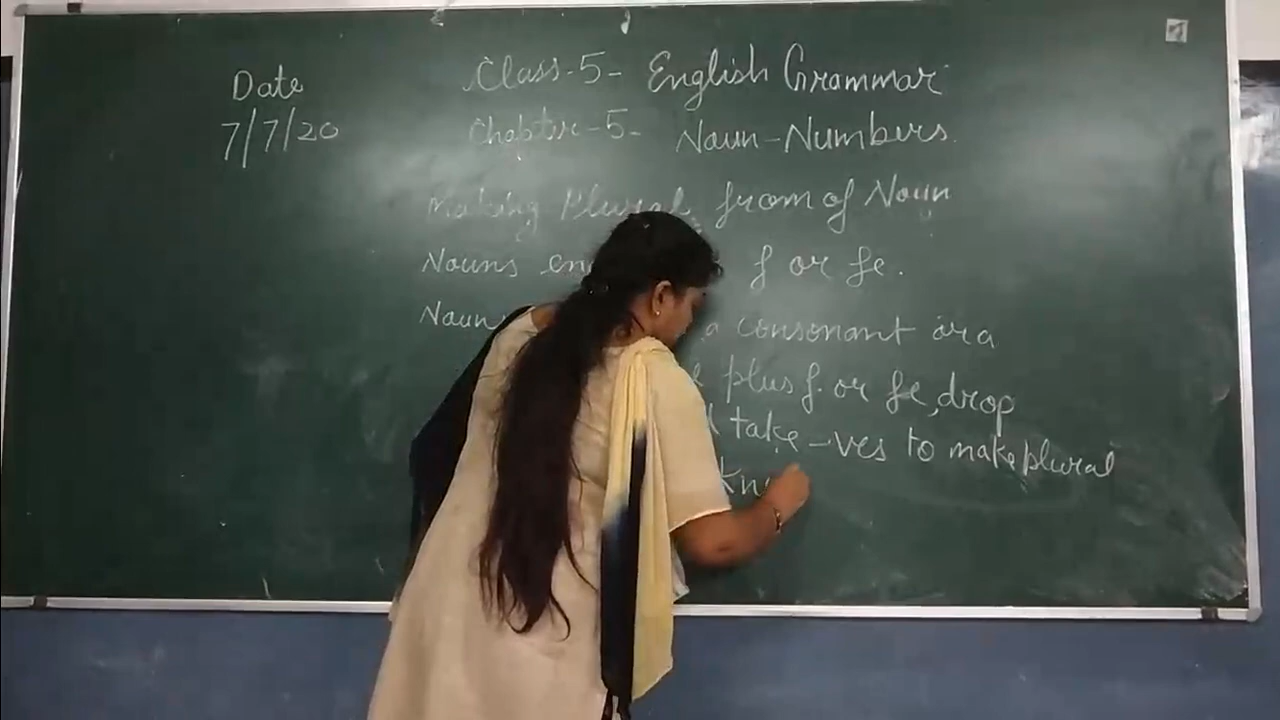 Date
7/7/20
Class-5- English Grammar
Chapter-5- Noun-Numbers.
Making Plural from of Noun
Nouns f or fe.
a consonant or a
plus f or fe, drop
take -ves to make plural